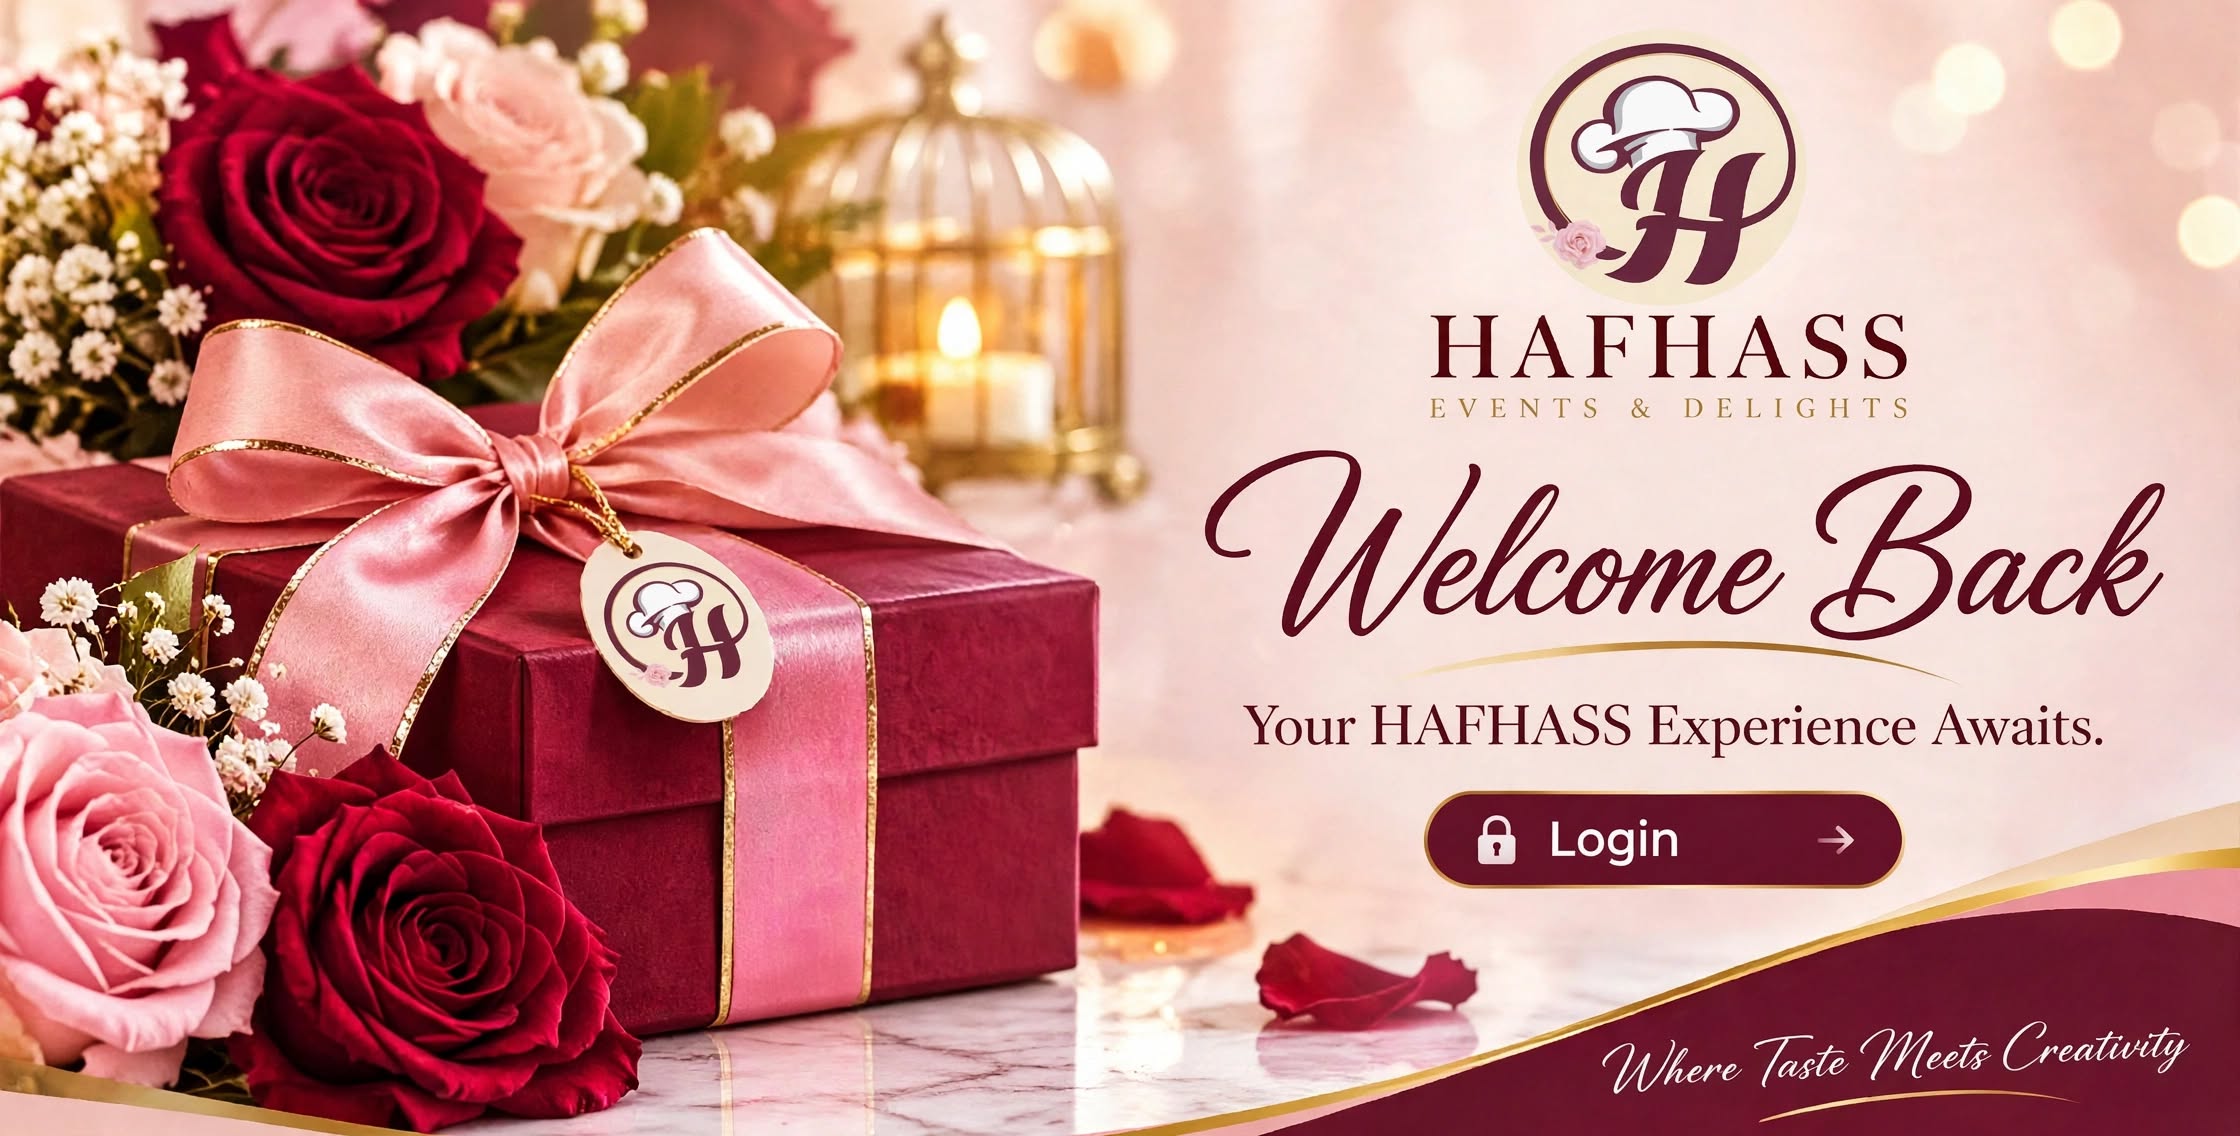 H
HAFHASS
EVENTS & DELIGHTS
Welcome Back
Your HAFHASS Experience Awaits.
Login
Where Taste Meets Creativity
H